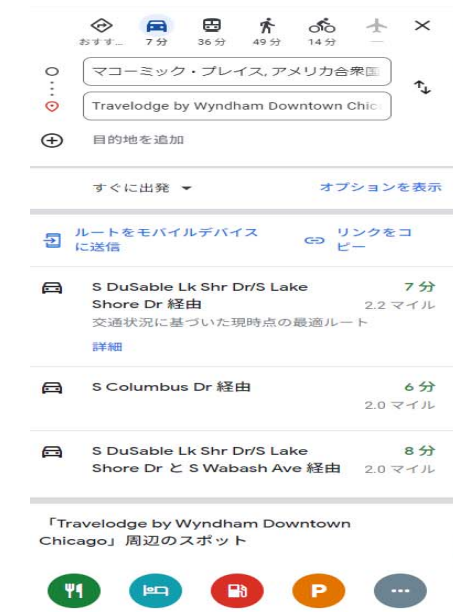 おすす… 7 分 36 分 49 分 14 分 —
マコーミック・プレイス, アメリカ合衆国
Travelodge by Wyndham Downtown Chic
目的地を追加
すぐに出発 オプションを表示
ルートをモバイルデバイス
に送信
リンクをコ
ピー
S DuSable Lk Shr Dr/S Lake 7 分
Shore Dr 経由 2.2 マイル
交通状況に基づいた現時点の最適ルート
詳細
S Columbus Dr 経由 6 分
2.0 マイル
S DuSable Lk Shr Dr/S Lake 8 分
Shore Dr と S Wabash Ave 経由 2.0 マイル
「Travelodge by Wyndham Downtown
Chicago」周辺のスポット
P